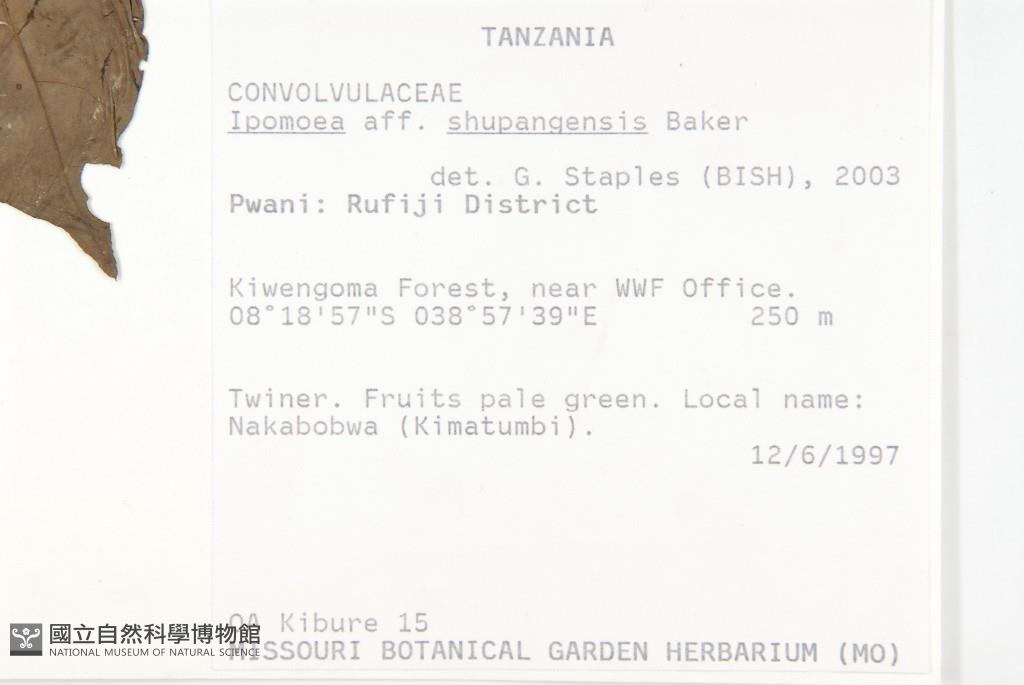 TANZANIA
CONVOLVULACEAE
Ipomoea aff. shupangensis Baker
det. G. Staples (BISH), 2003
Pwani: Rufiji District
Kiwengoma Forest, near WWF Office.
08°18'57"S 038°57'39"E 250 m
Twiner. Fruits pale green. Local name:
Nakabobwa (Kimatumbi).
12/6/1997
OA Kibure 15
MISSOURI BOTANICAL GARDEN HERBARIUM (MO)
國立自然科學博物館
NATIONAL MUSEUM OF NATURAL SCIENCE